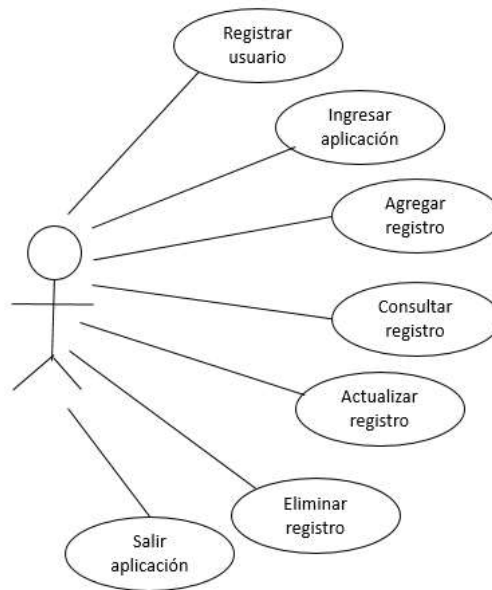 Registrar
usuario
Ingresar
aplicación
Agregar
registro
Consultar
registro
Actualizar
registro
Eliminar
registro
Salir
aplicación